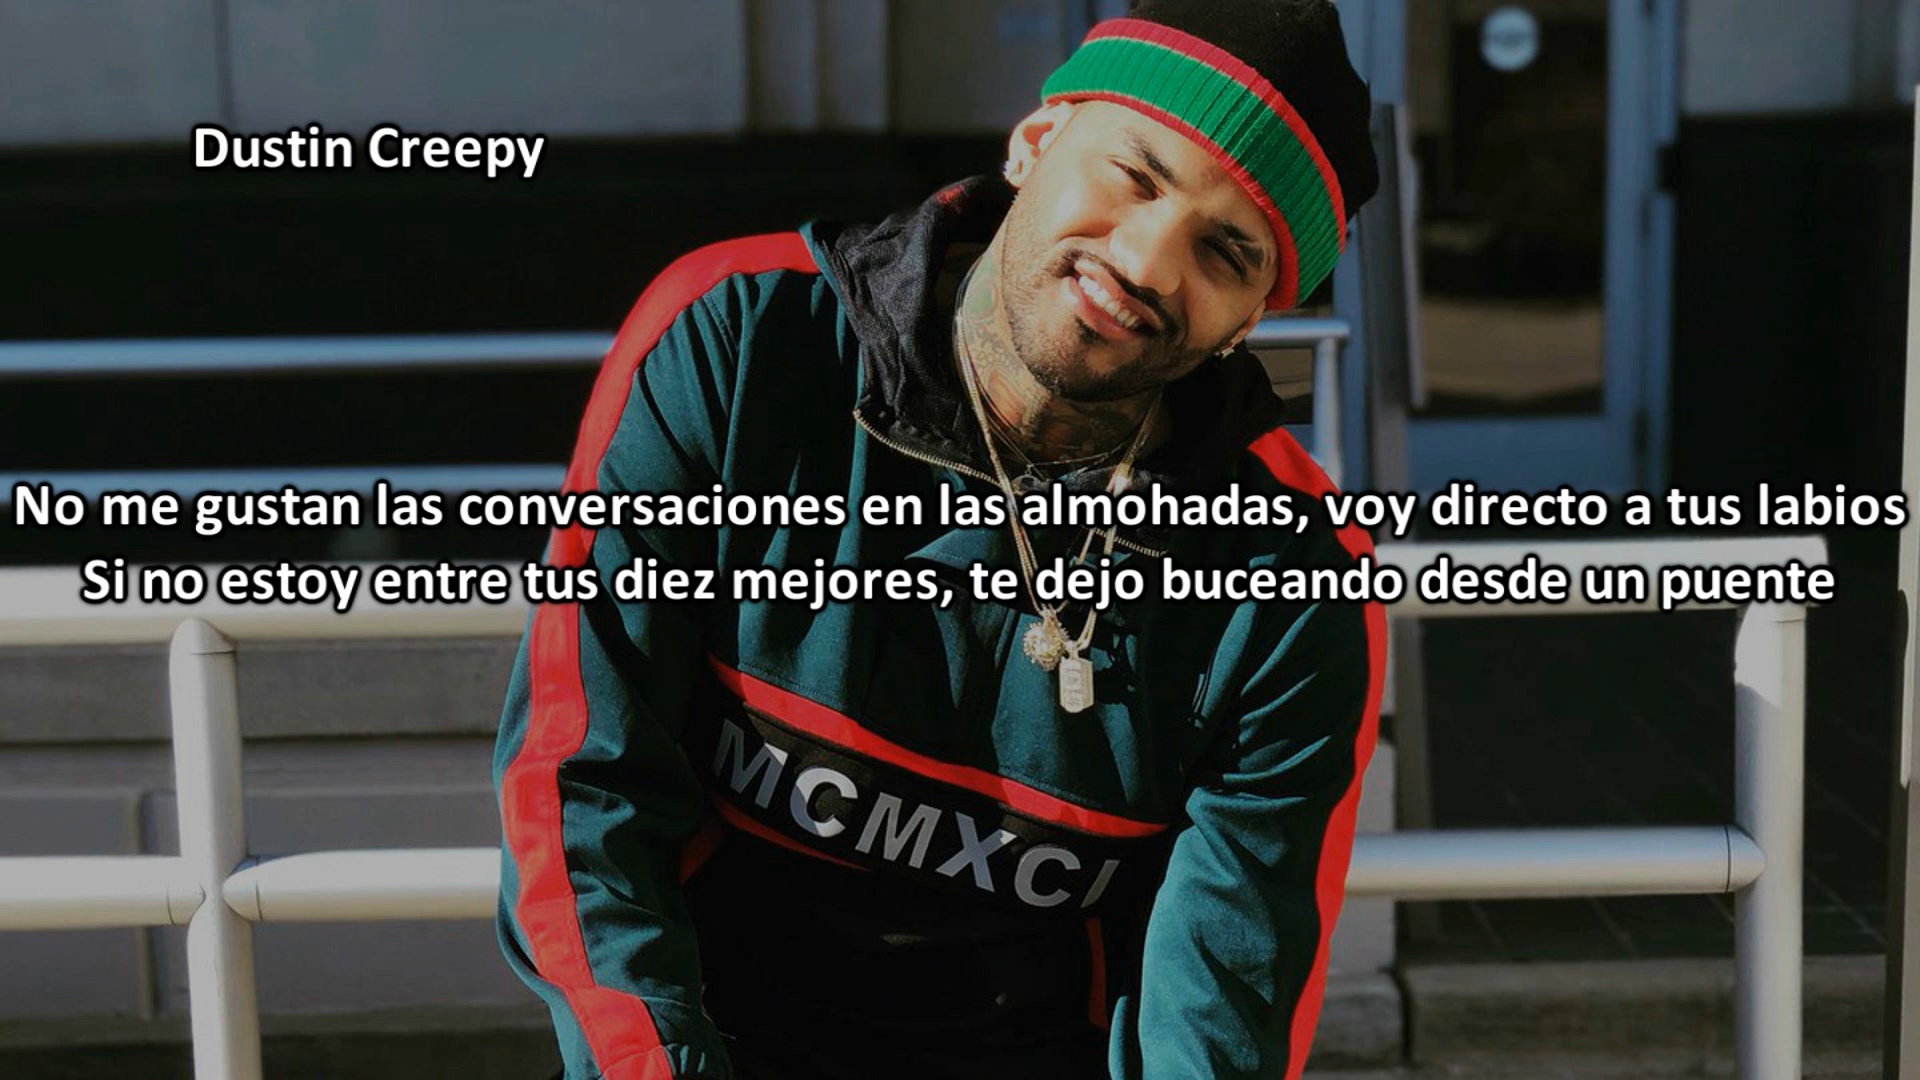 Dustin Creepy
No me gustan las conversaciones en las almohadas, voy directo a tus labios
Si no estoy entre tus diez mejores, te dejo buceando desde un puente
MCMXCI